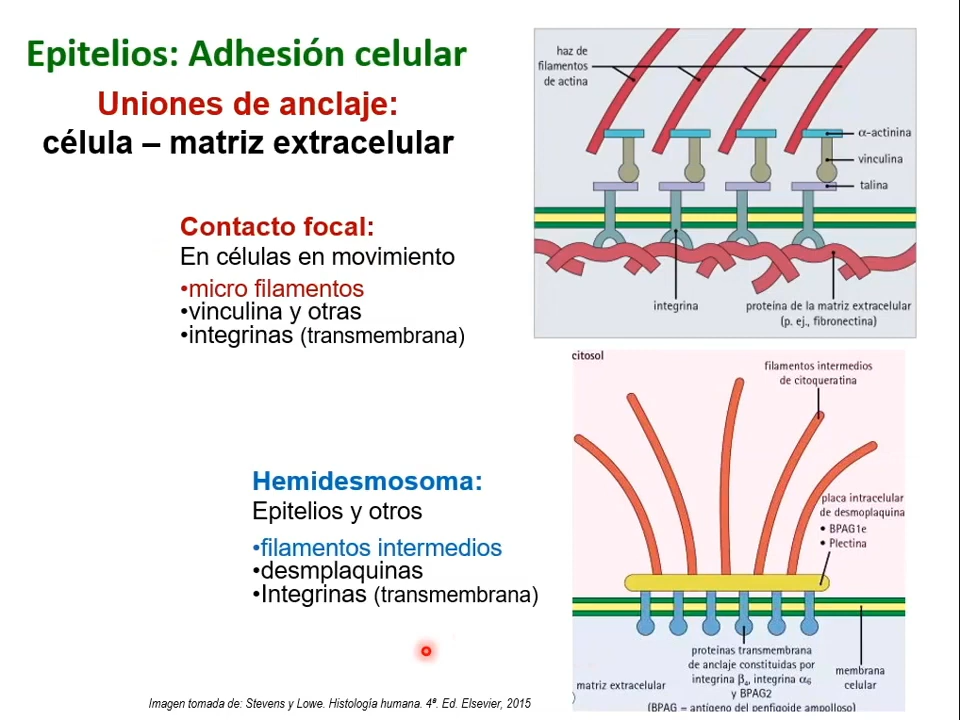 Epitelios: Adhesión celular
Uniones de anclaje:
célula – matriz extracelular
Contacto focal:
En células en movimiento
•micro filamentos
•vinculina y otras
•integrinas (transmembrana)
Hemidesmosoma:
Epitelios y otros
•filamentos intermedios
•desmplaquinas
•Integrinas (transmembrana)
haz de
filamentos
de actina
α-actinina
vinculina
talina
integrina
proteína de la matriz extracelular
(p. ej., fibronectina)
citosol
filamentos intermedios
de citoqueratina
placa intracelular
de desmoplaquina
• BPAG1e
• Plectina
proteínas transmembrana
de anclaje constituidas por
integrina β4, integrina α6
y BPAG2
(BPAG = antígeno del penfigoide ampolloso)
membrana
celular
matriz extracelular
Imagen tomada de: Stevens y Lowe. Histología humana. 4ª. Ed. Elsevier, 2015